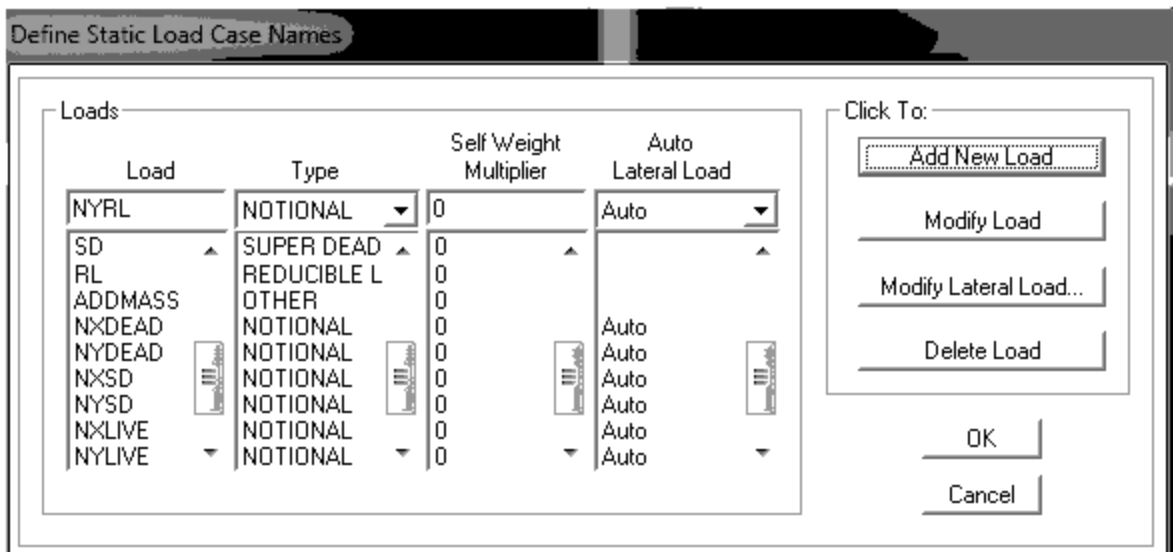 Define Static Load Case Names
Loads
Click To:
Load Type Self Weight Multiplier Auto Lateral Load
NYRL NOTIONAL 0 Auto
SD SUPER DEAD 0
RL REDUCIBLE L 0
ADDMASS OTHER 0
NXDEAD NOTIONAL 0 Auto
NYDEAD NOTIONAL 0 Auto
NXSD NOTIONAL 0 Auto
NYSD NOTIONAL 0 Auto
NXLIVE NOTIONAL 0 Auto
NYLIVE NOTIONAL 0 Auto
Add New Load
Modify Load
Modify Lateral Load...
Delete Load
OK
Cancel